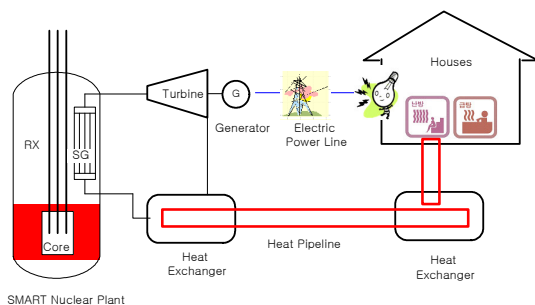 Houses
Turbine
G
난방
급탕
Generator
Electric
Power Line
RX
SG
Core
Heat
Exchanger
Heat Pipeline
Heat
Exchanger
SMART Nuclear Plant